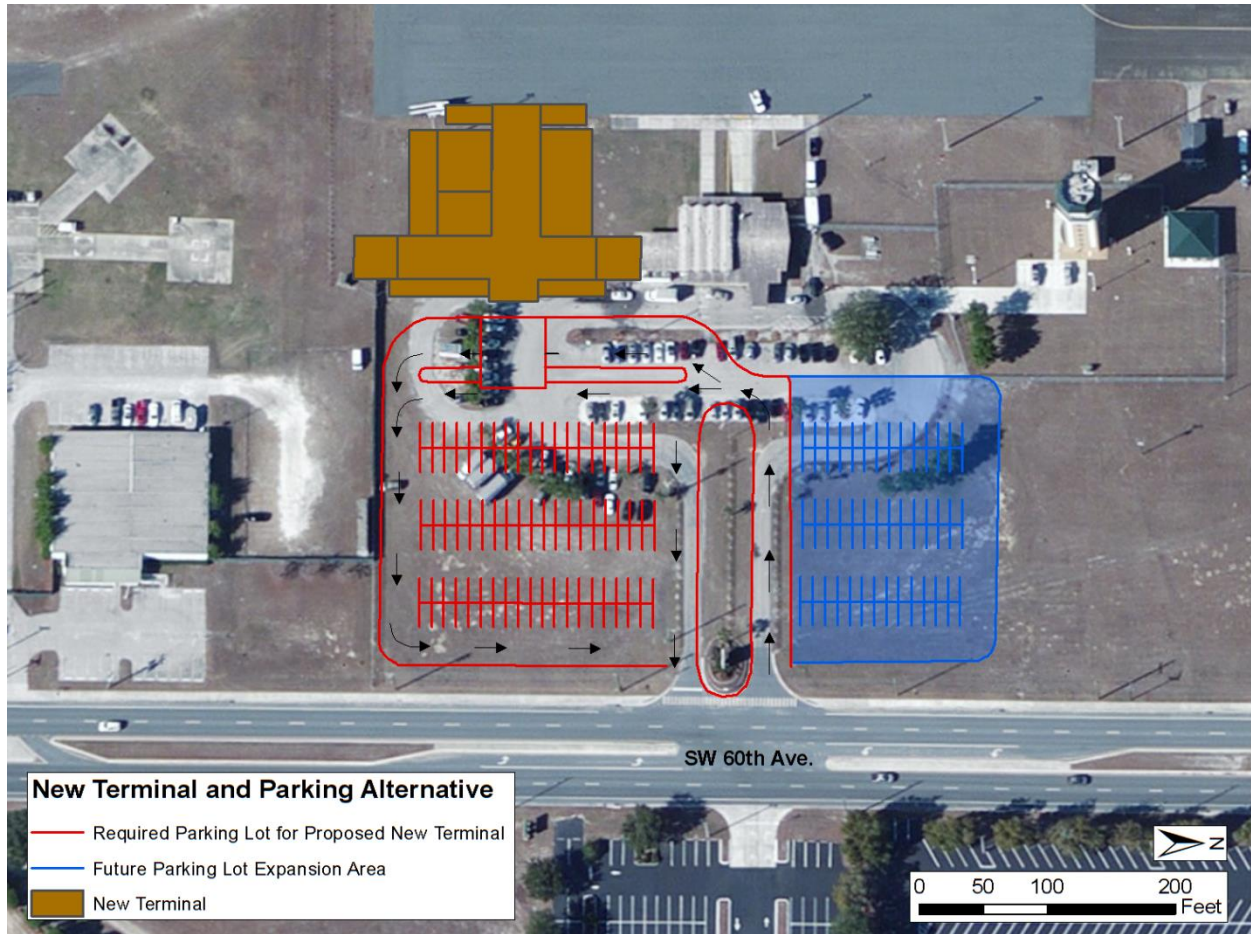 SW 60th Ave.
New Terminal and Parking Alternative
Required Parking Lot for Proposed New Terminal
Future Parking Lot Expansion Area
New Terminal
N
0 50 100 200
Feet